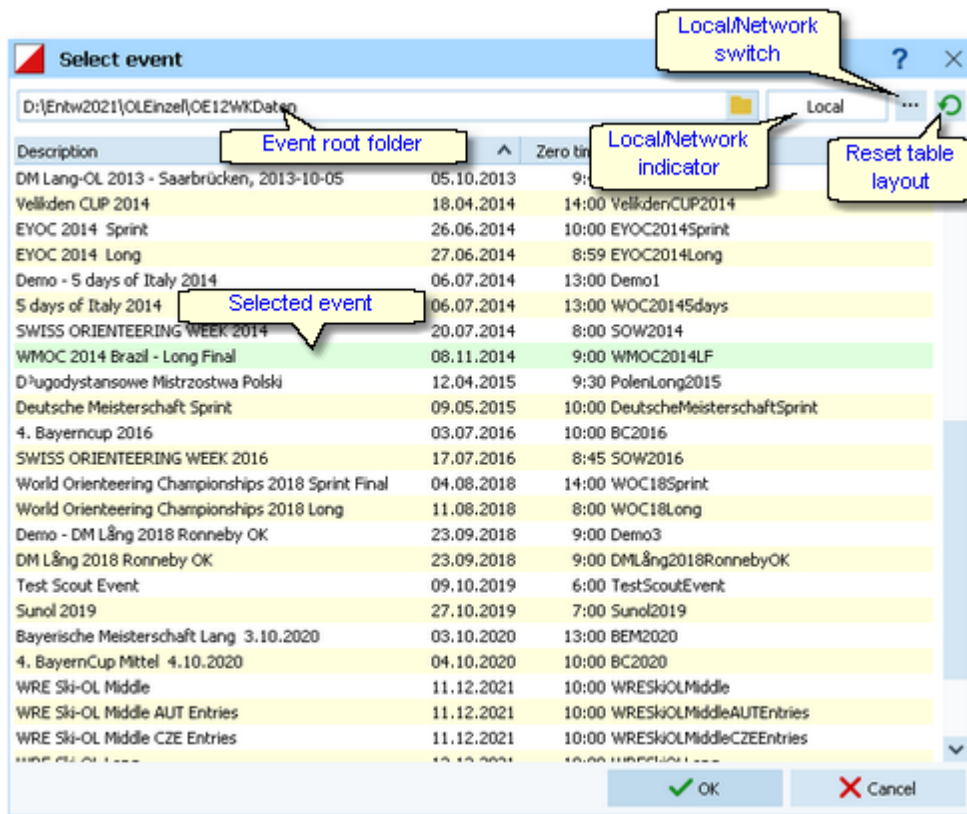 Local/Network
switch
Select event
?
D:\Entw2021\OLEinzel\OE12WKDaten
Local
...
Event root folder
Local/Network
indicator
Reset table
layout
Description Zero
DM Lang-OL 2013 - Saarbrücken, 2013-10-05 05.10.2013 9:
Velikden CUP 2014 18.04.2014 14:00 VelikdenCUP2014
EYOC 2014 Sprint 26.06.2014 10:00 EYOC2014Sprint
EYOC 2014 Long 27.06.2014 8:59 EYOC2014Long
Demo - 5 days of Italy 2014 06.07.2014 13:00 Demo1
5 days of Italy 2014 06.07.2014 13:00 WOC20145days
Selected event
SWISS ORIENTEERING WEEK 2014 20.07.2014 8:00 SOW2014
WMOC 2014 Brazil - Long Final 08.11.2014 9:00 WMOC2014LF
D³ugodystansowe Mistrzostwa Polski 12.04.2015 9:30 PolenLong2015
Deutsche Meisterschaft Sprint 09.05.2015 10:00 DeutscheMeisterschaftSprint
4. Bayerncup 2016 03.07.2016 10:00 BC2016
SWISS ORIENTEERING WEEK 2016 17.07.2016 8:45 SOW2016
World Orienteering Championships 2018 Sprint Final 04.08.2018 14:00 WOC18Sprint
World Orienteering Championships 2018 Long 11.08.2018 8:00 WOC18Long
Demo - DM Lång 2018 Ronneby OK 23.09.2018 9:00 Demo3
DM Lång 2018 Ronneby OK 23.09.2018 9:00 DMLång2018RonnebyOK
Test Scout Event 09.10.2019 6:00 TestScoutEvent
Sunol 2019 27.10.2019 7:00 Sunol2019
Bayerische Meisterschaft Lang 3.10.2020 03.10.2020 13:00 BEM2020
4. BayernCup Mittel 4.10.2020 04.10.2020 10:00 BC2020
WRE Ski-OL Middle 11.12.2021 10:00 WRESkiOLMiddle
WRE Ski-OL Middle AUT Entries 11.12.2021 10:00 WRESkiOLMiddleAUTEntries
WRE Ski-OL Middle CZE Entries 11.12.2021 10:00 WRESkiOLMiddleCZEEntries
OK Cancel